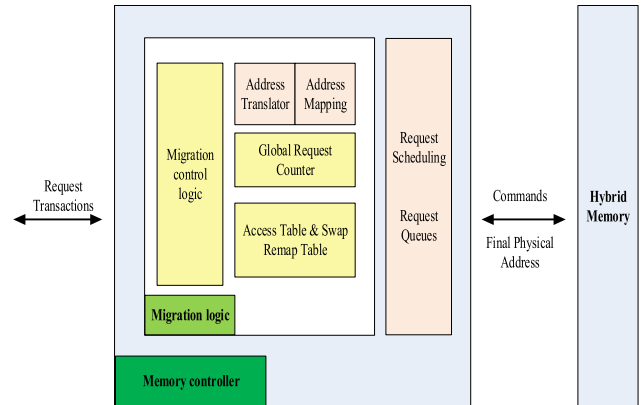 Request
Transactions
Migration
control
logic
Address
Translator
Address
Mapping
Global Request
Counter
Access Table & Swap
Remap Table
Migration logic
Memory controller
Request
Scheduling
Request
Queues
Commands
Final Physical
Address
Hybrid
Memory